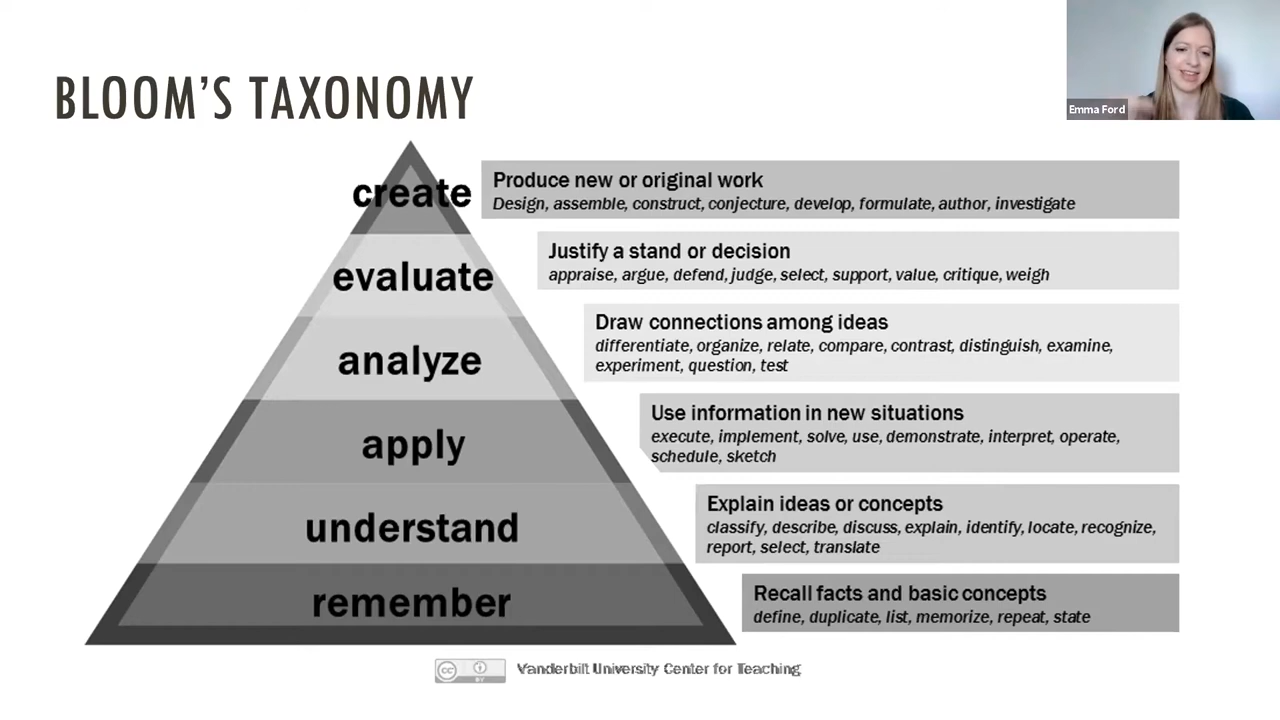 BLOOM'S TAXONOMY
Emma Ford
create
Produce new or original work
Design, assemble, construct, conjecture, develop, formulate, author, investigate
evaluate
Justify a stand or decision
appraise, argue, defend, judge, select, support, value, critique, weigh
analyze
Draw connections among ideas
differentiate, organize, relate, compare, contrast, distinguish, examine,
experiment, question, test
apply
Use information in new situations
execute, implement, solve, use, demonstrate, interpret, operate,
schedule, sketch
understand
Explain ideas or concepts
classify, describe, discuss, explain, identify, locate, recognize,
report, select, translate
remember
Recall facts and basic concepts
define, duplicate, list, memorize, repeat, state
cc
BY
Vanderbilt University Center for Teaching